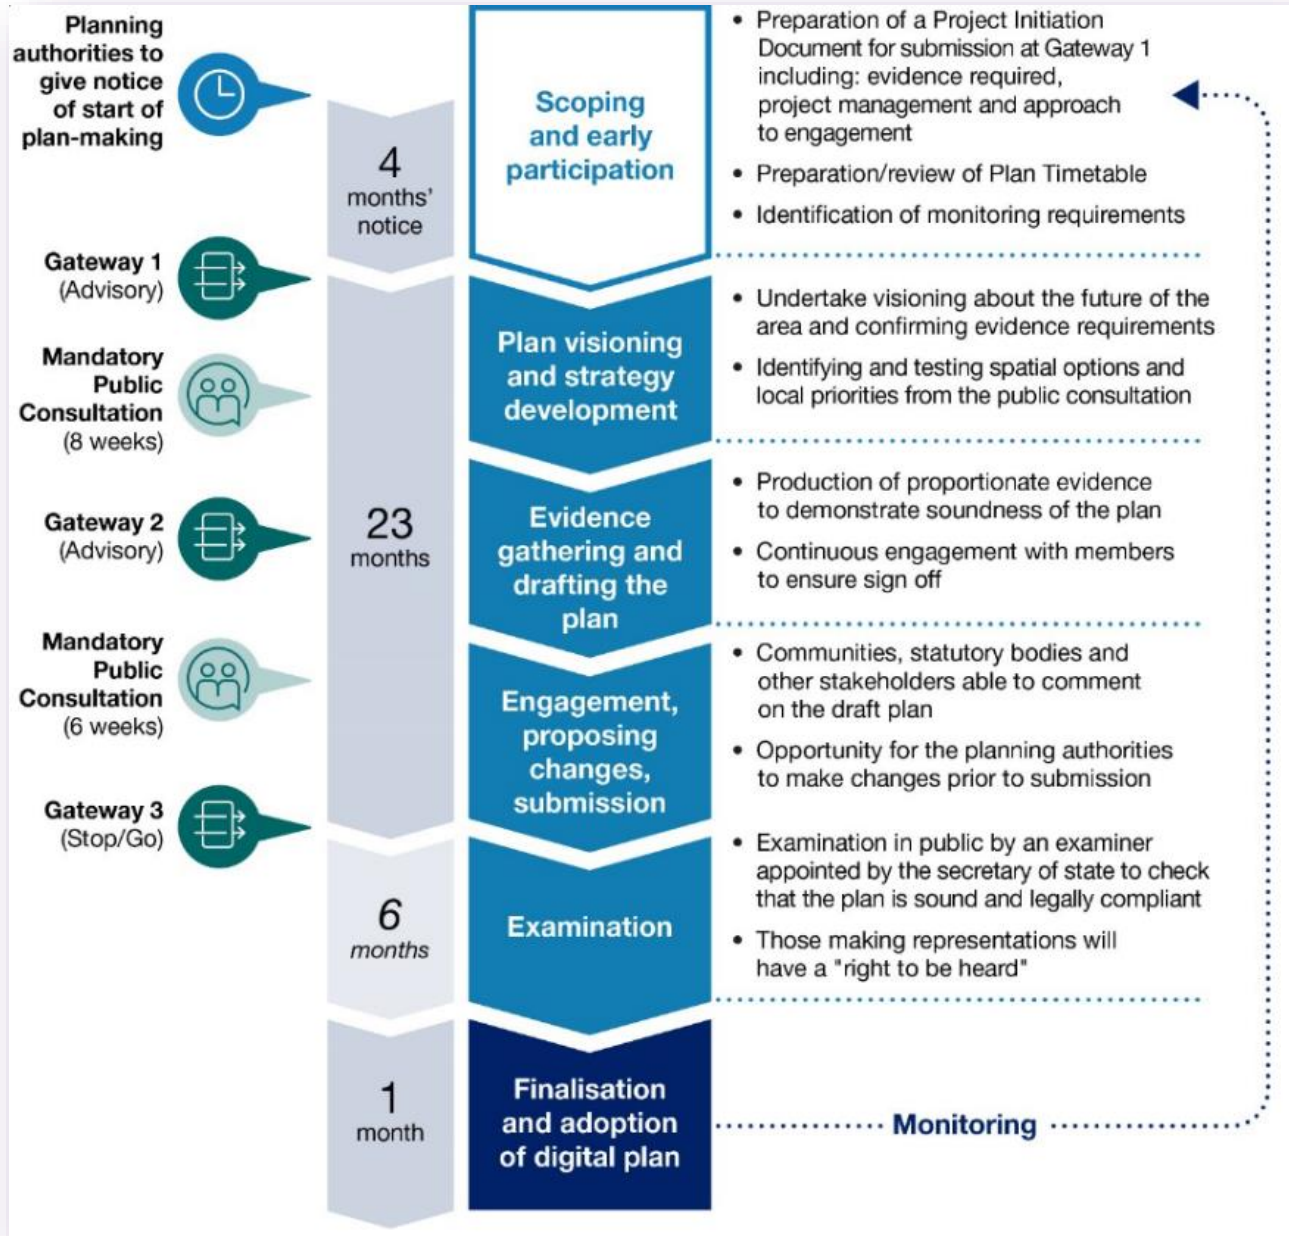 Planning
authorities to
give notice
of start of
plan-making
4
months'
notice
Scoping
and early
participation
• Preparation of a Project Initiation
Document for submission at Gateway 1
including: evidence required,
project management and approach
to engagement
• Preparation/review of Plan Timetable
• Identification of monitoring requirements
Gateway 1
(Advisory)
Mandatory
Public
Consultation
(8 weeks)
Plan visioning
and strategy
development
• Undertake visioning about the future of the
area and confirming evidence requirements
• Identifying and testing spatial options and
local priorities from the public consultation
Gateway 2
(Advisory)
23
months
Evidence
gathering and
drafting the
plan
• Production of proportionate evidence
to demonstrate soundness of the plan
• Continuous engagement with members
to ensure sign off
Mandatory
Public
Consultation
(6 weeks)
Engagement,
proposing
changes,
submission
• Communities, statutory bodies and
other stakeholders able to comment
on the draft plan
• Opportunity for the planning authorities
to make changes prior to submission
Gateway 3
(Stop/Go)
6
months
Examination
• Examination in public by an examiner
appointed by the secretary of state to check
that the plan is sound and legally compliant
• Those making representations will
have a "right to be heard"
1
month
Finalisation
and adoption
of digital plan
Monitoring